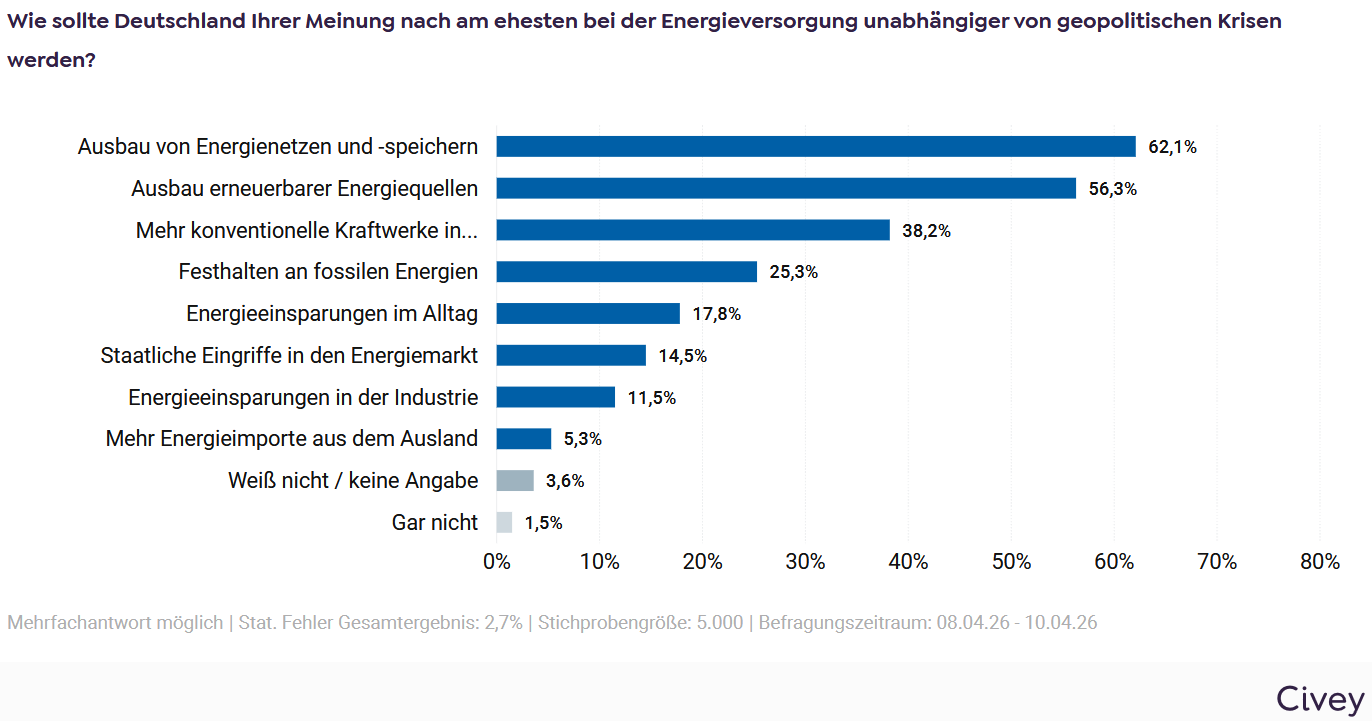 Wie sollte Deutschland Ihrer Meinung nach am ehesten bei der Energieversorgung unabhängiger von geopolitischen Krisen
werden?
Ausbau von Energienetzen und -speichern 62,1%
Ausbau erneuerbarer Energiequellen 56,3%
Mehr konventionelle Kraftwerke in... 38,2%
Festhalten an fossilen Energien 25,3%
Energieeinsparungen im Alltag 17,8%
Staatliche Eingriffe in den Energiemarkt 14,5%
Energieeinsparungen in der Industrie 11,5%
Mehr Energieimporte aus dem Ausland 5,3%
Weiß nicht / keine Angabe 3,6%
Gar nicht 1,5%
0% 10% 20% 30% 40% 50% 60% 70% 80%
Mehrfachantwort möglich | Stat. Fehler Gesamtergebnis: 2,7% | Stichprobengröße: 5.000 | Befragungszeitraum: 08.04.26 - 10.04.26
Civey